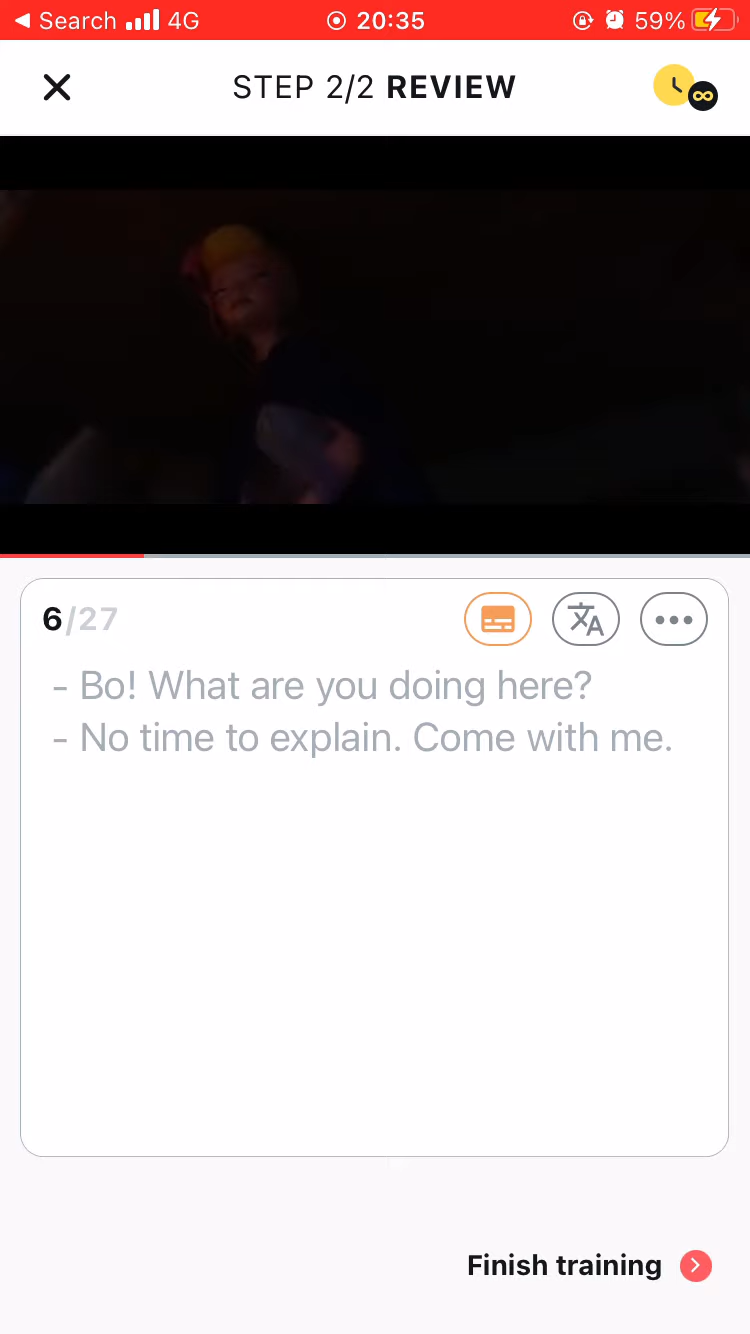 Search 4G 20:35 59%
STEP 2/2 REVIEW
6/27
- Bo! What are you doing here?
- No time to explain. Come with me.
Finish training